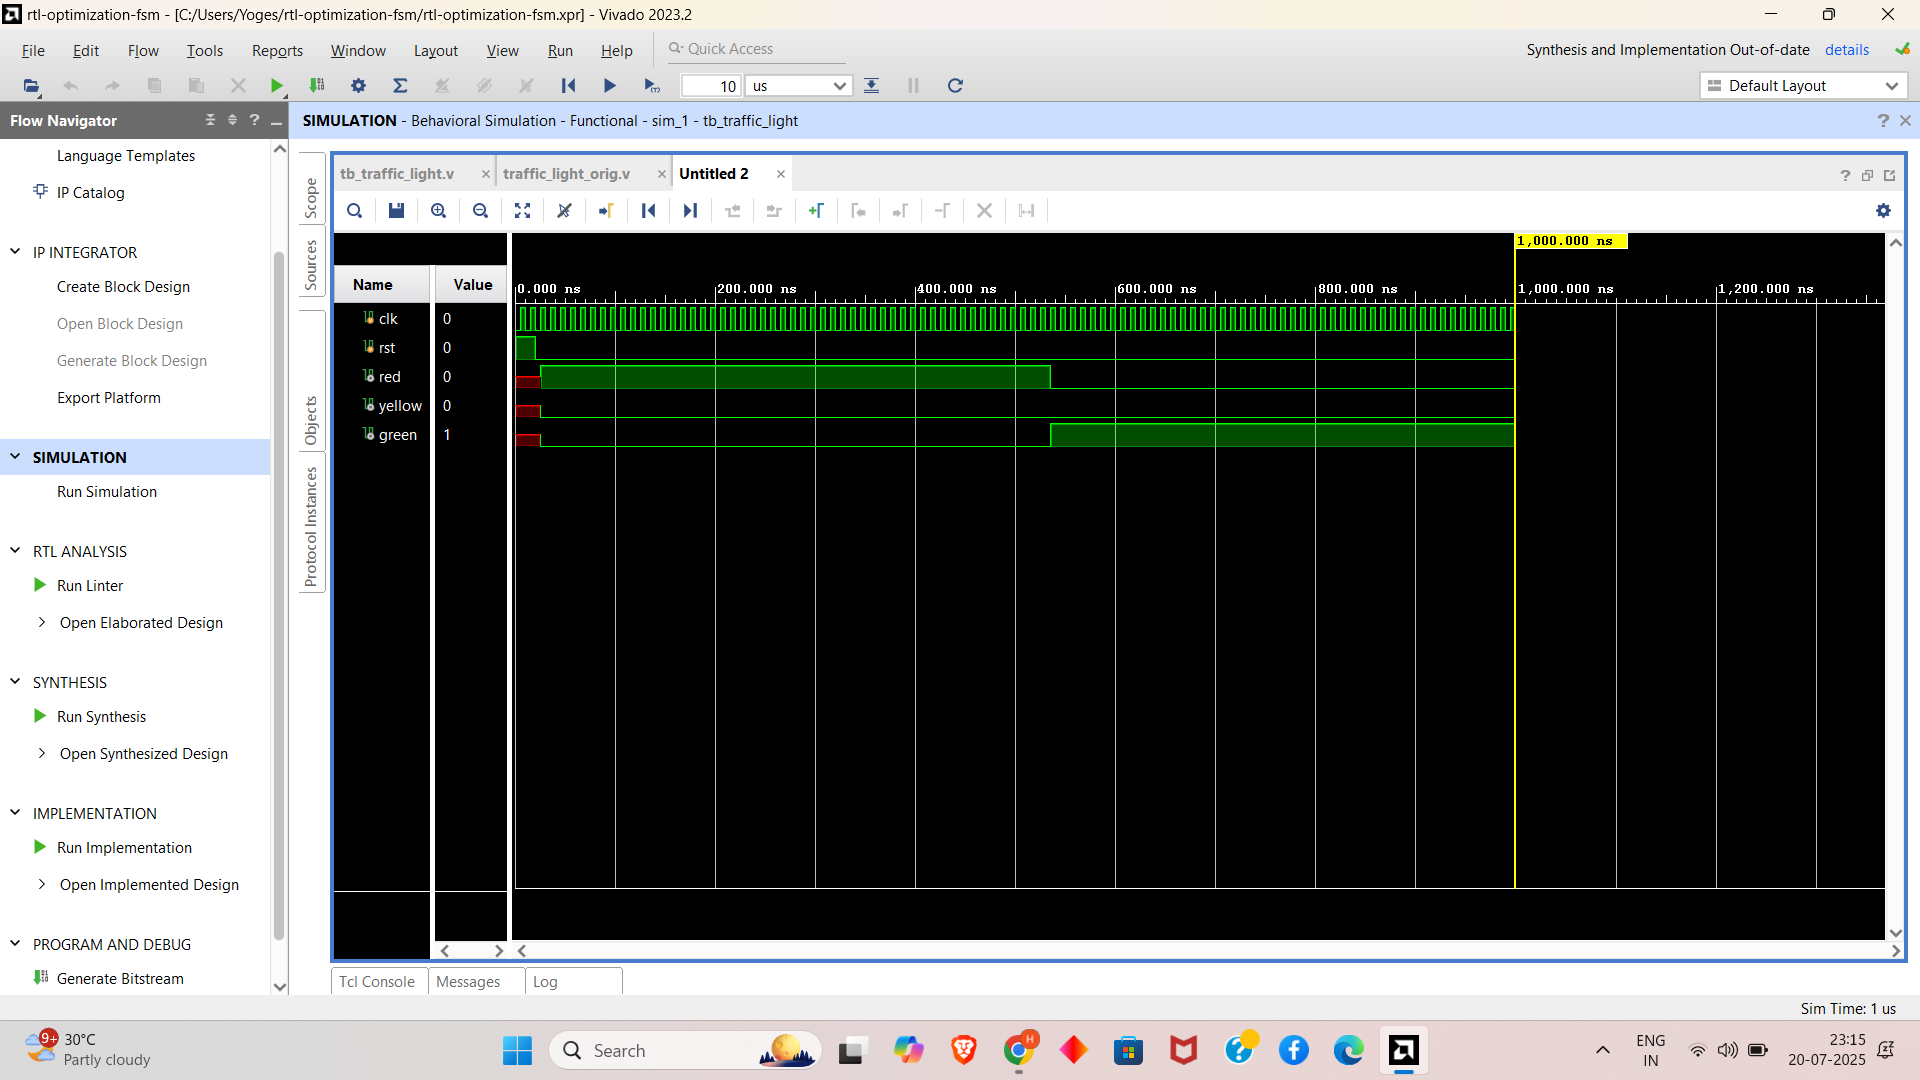 rtl-optimization-fsm - [C:/Users/Yoges/rtl-optimization-fsm/rtl-optimization-fsm.xpr] - Vivado 2023.2
File Edit Flow Tools Reports Window Layout View Run Help Quick Access
Synthesis and Implementation Out-of-date details
10 us
Default Layout
Flow Navigator
SIMULATION - Behavioral Simulation - Functional - sim_1 - tb_traffic_light
Language Templates
IP Catalog
IP INTEGRATOR
Create Block Design
Open Block Design
Generate Block Design
Export Platform
SIMULATION
Run Simulation
RTL ANALYSIS
Run Linter
Open Elaborated Design
SYNTHESIS
Run Synthesis
Open Synthesized Design
IMPLEMENTATION
Run Implementation
Open Implemented Design
PROGRAM AND DEBUG
Generate Bitstream
Scope
Sources
Objects
Protocol Instances
tb_traffic_light.v traffic_light_orig.v Untitled 2
1,000.000 ns
Name Value
0.000 ns 200.000 ns 400.000 ns 600.000 ns 800.000 ns 1,000.000 ns 1,200.000 ns
clk 0
rst 0
red 0
yellow 0
green 1
Tcl Console Messages Log
Sim Time: 1 us
9+
30°C
Partly cloudy
Search
H
ENG
IN
23:15
20-07-2025